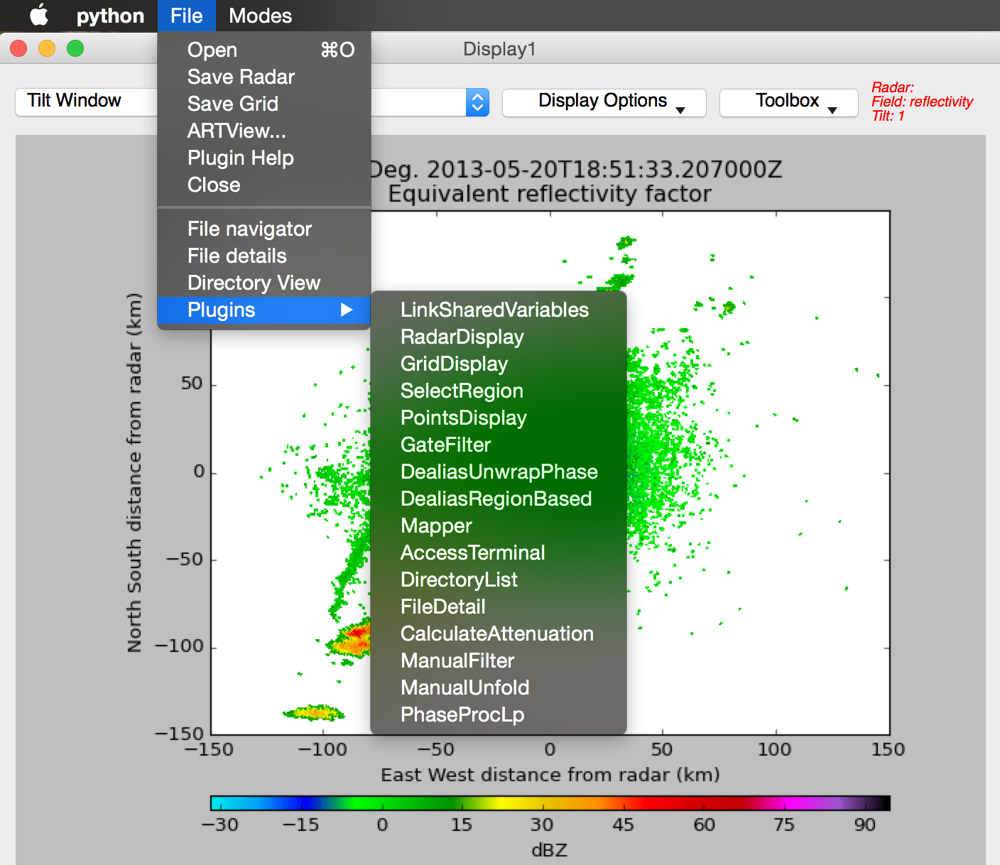 python File Modes
Display1
Open ⌘O
Save Radar
Save Grid
ARTView...
Plugin Help
Close
File navigator
File details
Directory View
Plugins
LinkSharedVariables
RadarDisplay
GridDisplay
SelectRegion
PointsDisplay
GateFilter
DealiasUnwrapPhase
DealiasRegionBased
Mapper
AccessTerminal
DirectoryList
FileDetail
CalculateAttenuation
ManualFilter
ManualUnfold
PhaseProcLp
Tilt Window
Display Options
Toolbox
Radar:
Field: reflectivity
Tilt: 1
Deg. 2013-05-20T18:51:33.207000Z
Equivalent reflectivity factor
North South distance from radar (km)
50
0
−50
−100
−150
−150 −100 −50 0 50 100 150
East West distance from radar (km)
−30 −15 0 15 30 45 60 75 90
dBZ